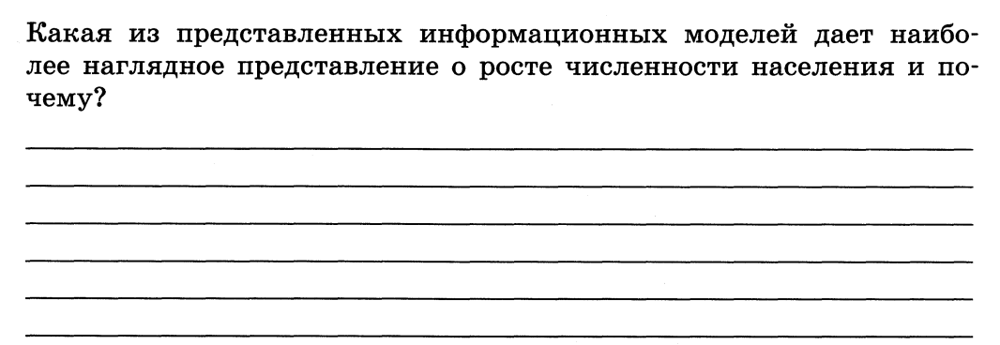 Какая из представленных информационных моделей дает наибо-
лее наглядное представление о росте численности населения и по-
чему?